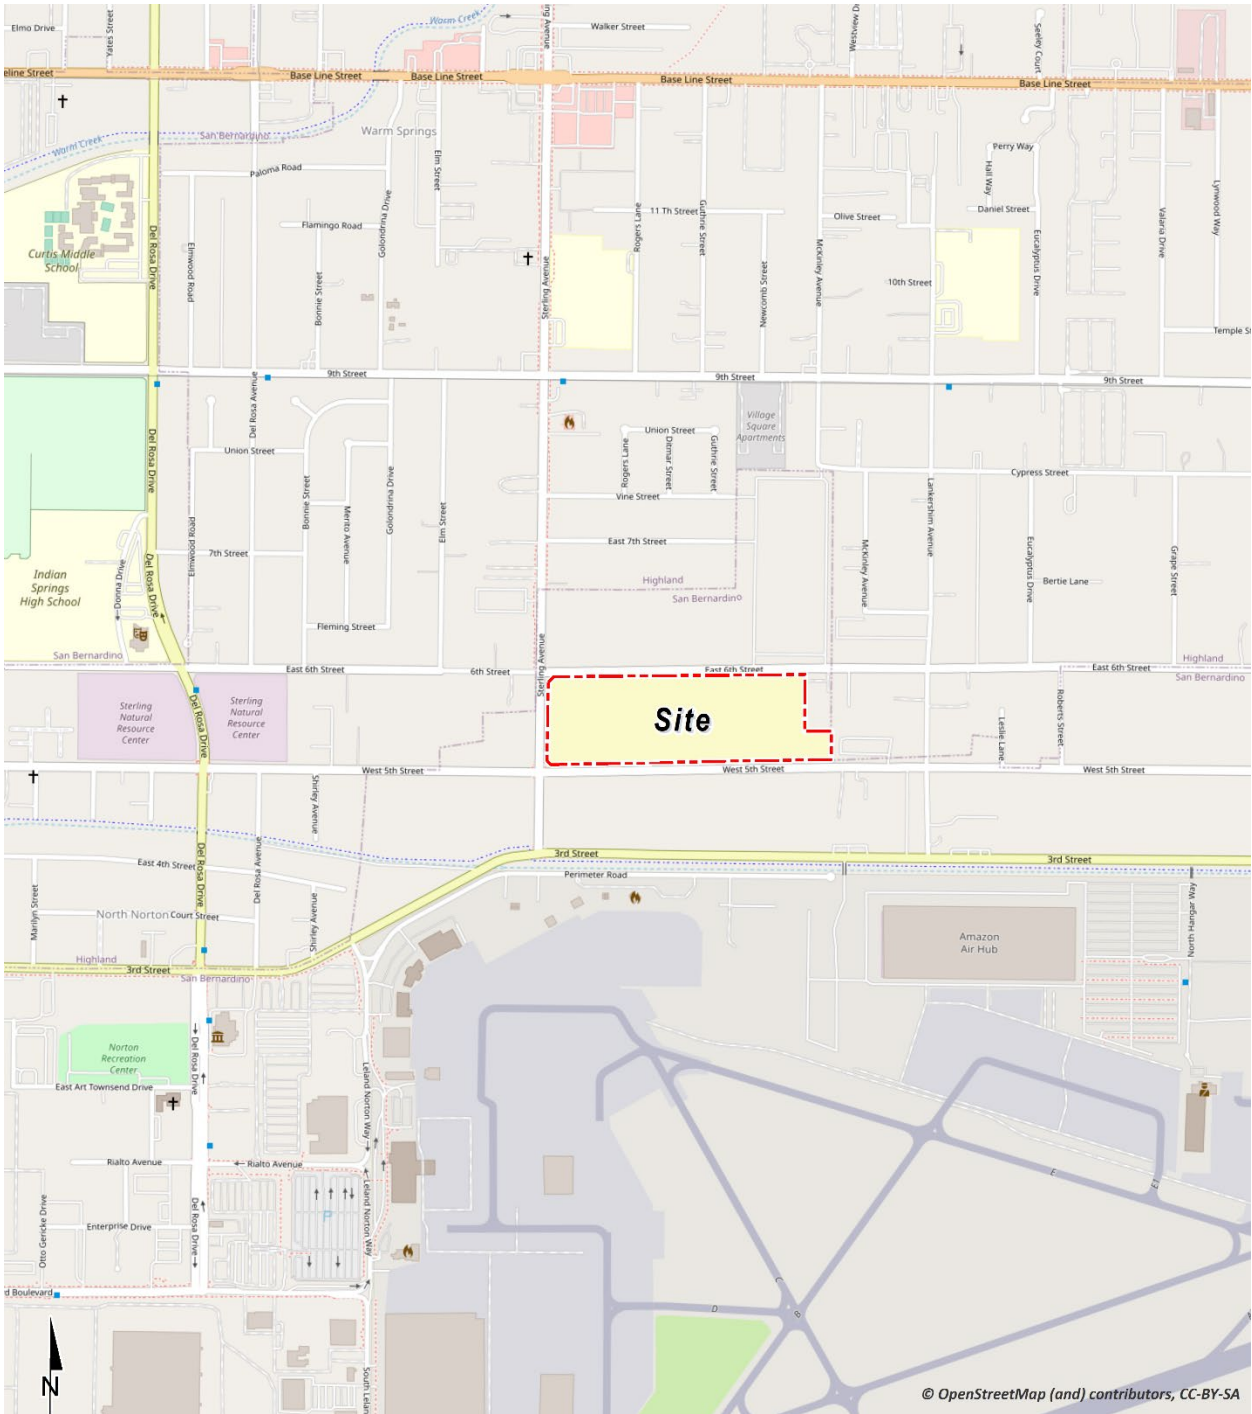 Elmo Drive
Yates Street
Warm Creek
ng Avenue
Walker Street
Westview D
Seeley Court
eline Street
Base Line Street
Base Line Street
Base Line Street
Base Line Street
Warm Creek
San Bernardino
Warm Springs
Elm Street
Paloma Road
Perry Way
Hall Way
Lynwood Way
Golondrina Drive
Flamingo Road
11 Th Street
Rogers Lane
Guthrie Street
Olive Street
Daniel Street
Valaria Drive
Curtis Middle
School
Del Rosa Drive
Elmwood Road
Bonnie Street
Sterling Avenue
Newcomb Street
McKinley Avenue
10th Street
Eucalyptus Drive
Temple St
9th Street
9th Street
9th Street
Del Rosa Avenue
Village
Square
Apartments
Union Street
Union Street
Del Rosa Drive
Rogers Lane
Ditmar Street
Guthrie Street
Cypress Street
Vine Street
Bonnie Street
Merito Avenue
Golondrina Drive
Elm Street
Lankershim Avenue
Elmwood Road
7th Street
East 7th Street
McKinley Avenue
Eucalyptus Drive
Grape Street
Indian
Springs
High School
Donna Drive
Del Rosa Drive
Highland
San Bernardino
Bertie Lane
Fleming Street
San Bernardino
East 6th Street
6th Street
Sterling Avenue
East 6th Street
East 6th Street
Highland
San Bernardino
Sterling
Natural
Resource
Center
Del Rosa Drive
Sterling
Natural
Resource
Center
Site
Leslie Lane
Roberts Street
West 5th Street
West 5th Street
West 5th Street
Shirley Avenue
East 4th Street
Del Rosa Drive
Del Rosa Avenue
3rd Street
3rd Street
Perimeter Road
Marilyn Street
North Norton
Court Street
Shirley Avenue
North Hangar Way
Amazon
Air Hub
Highland
3rd Street
San Bernardino
Norton
Recreation
Center
Del Rosa Drive
East Art Townsend Drive
Leland Norton Way
Rialto Avenue
Rialto Avenue
E
E1
Otto Gericke Drive
Enterprise Drive
Del Rosa Drive
P
Leland Norton Way
C
D
B
d Boulevard
South Lelan
N
© OpenStreetMap (and) contributors, CC-BY-SA